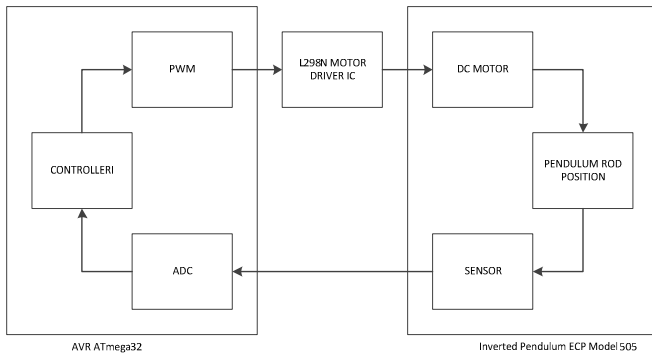 PWM
L298N MOTOR
DRIVER IC
DC MOTOR
CONTROLLERI
PENDULUM ROD
POSITION
ADC
SENSOR
AVR ATmega32
Inverted Pendulum ECP Model 505